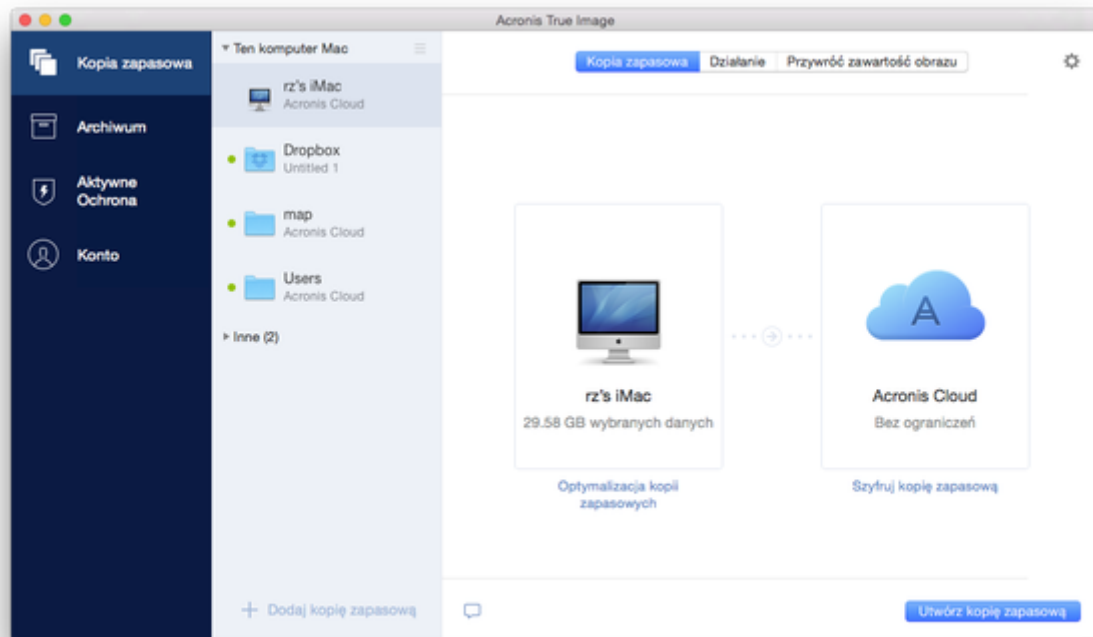 Acronis True Image
Kopia zapasowa
Archiwum
Aktywne
Ochrona
Konto
Ten komputer Mac
rz's iMac
Acronis Cloud
Dropbox
Untitled 1
map
Acronis Cloud
Users
Acronis Cloud
Inne (2)
Dodaj kopię zapasową
Kopia zapasowa
Działanie
Przywróć zawartość obrazu
rz's iMac
29.58 GB wybranych danych
Optymalizacja kopii
zapasowych
Acronis Cloud
Bez ograniczeń
Szyfruj kopię zapasową
Utwórz kopię zapasową